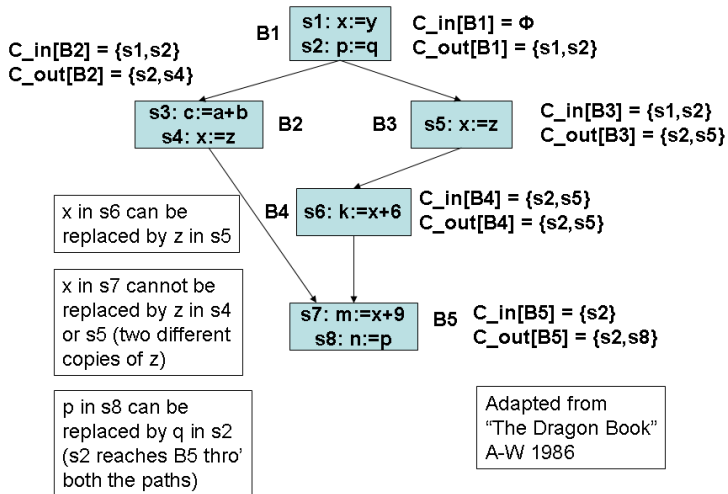 B1
s1: x:=y
s2: p:=q
C_in[B1] = Φ
C_out[B1] = {s1,s2}
C_in[B2] = {s1,s2}
C_out[B2] = {s2,s4}
s3: c:=a+b
s4: x:=z
B2
B3
s5: x:=z
C_in[B3] = {s1,s2}
C_out[B3] = {s2,s5}
x in s6 can be
replaced by z in s5
B4
s6: k:=x+6
C_in[B4] = {s2,s5}
C_out[B4] = {s2,s5}
x in s7 cannot be
replaced by z in s4
or s5 (two different
copies of z)
s7: m:=x+9
s8: n:=p
B5
C_in[B5] = {s2}
C_out[B5] = {s2,s8}
p in s8 can be
replaced by q in s2
(s2 reaches B5 thro'
both the paths)
Adapted from
“The Dragon Book”
A-W 1986